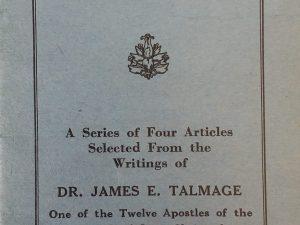 A Series of Four Articles
Selected From the
Writings of
DR. JAMES E. TALMAGE
One of the Twelve Apostles of the